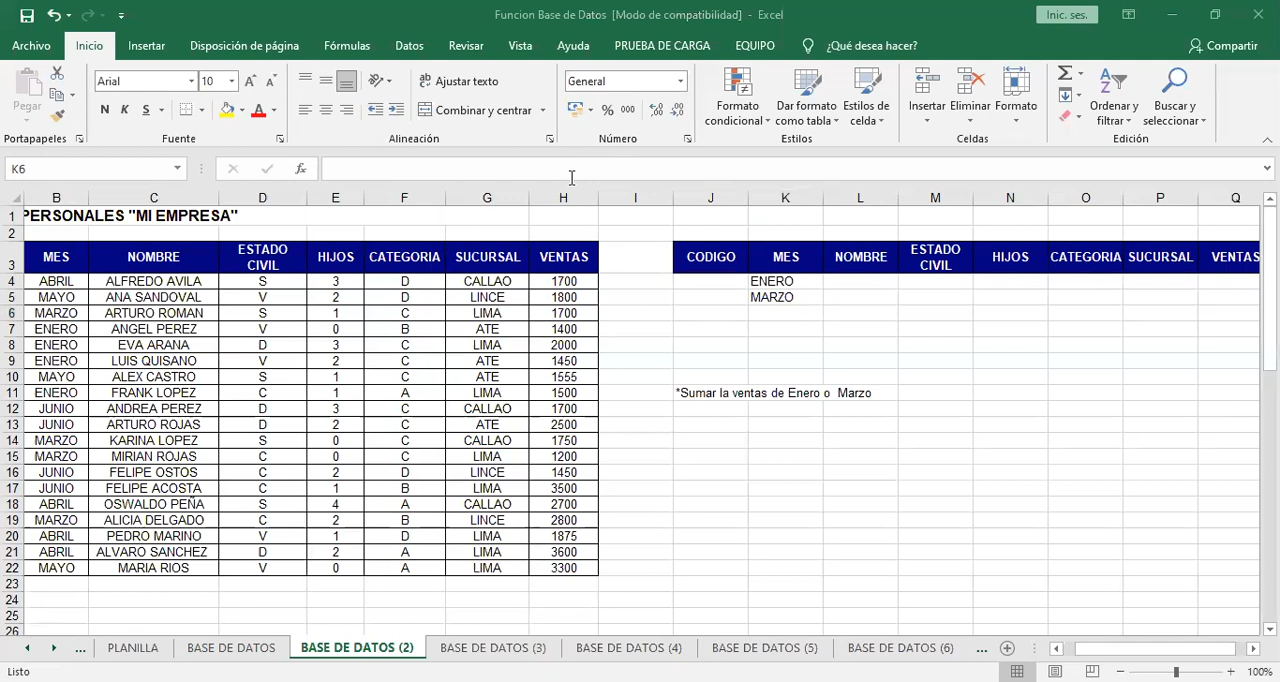 Funcion Base de Datos [Modo de compatibilidad] - Excel
Inic. ses.
Archivo Inicio Insertar Disposición de página Fórmulas Datos Revisar Vista Ayuda PRUEBA DE CARGA EQUIPO ¿Qué desea hacer? Compartir
Pegar
Portapapeles
Arial 10
N K S
Fuente
Ajustar texto
Combinar y centrar
Alineación
General
% 000
Número
Formato condicional
Dar formato como tabla
Estilos de celda
Estilos
Insertar Eliminar Formato
Celdas
Ordenar y filtrar
Buscar y seleccionar
Edición
K6
fx
B C D E F G H I J K L M N O P Q
1 PERSONALES "MI EMPRESA"
2
3 MES NOMBRE ESTADO CIVIL HIJOS CATEGORIA SUCURSAL VENTAS CODIGO MES NOMBRE ESTADO CIVIL HIJOS CATEGORIA SUCURSAL VENTAS
4 ABRIL ALFREDO AVILA S 3 D CALLAO 1700 ENERO
5 MAYO ANA SANDOVAL V 2 D LINCE 1800 MARZO
6 MARZO ARTURO ROMAN S 1 C LIMA 1700
7 ENERO ANGEL PEREZ V 0 B ATE 1400
8 ENERO EVA ARANA D 3 C LIMA 2000
9 ENERO LUIS QUISANO V 2 C ATE 1450
10 MAYO ALEX CASTRO S 1 C ATE 1555
11 ENERO FRANK LOPEZ C 1 A LIMA 1500 *Sumar la ventas de Enero o Marzo
12 JUNIO ANDREA PEREZ D 3 C CALLAO 1700
13 JUNIO ARTURO ROJAS D 2 C ATE 2500
14 MARZO KARINA LOPEZ S 0 C CALLAO 1750
15 MARZO MIRIAN ROJAS C 0 C LIMA 1200
16 JUNIO FELIPE OSTOS C 2 D LINCE 1450
17 JUNIO FELIPE ACOSTA C 1 B LIMA 3500
18 ABRIL OSWALDO PEÑA S 4 A CALLAO 2700
19 MARZO ALICIA DELGADO C 2 B LINCE 2800
20 ABRIL PEDRO MARINO V 1 D LIMA 1875
21 ABRIL ALVARO SANCHEZ D 2 A LIMA 3600
22 MAYO MARIA RIOS V 0 A LIMA 3300
23
24
25
26
... PLANILLA BASE DE DATOS BASE DE DATOS (2) BASE DE DATOS (3) BASE DE DATOS (4) BASE DE DATOS (5) BASE DE DATOS (6) ...
Listo 100%